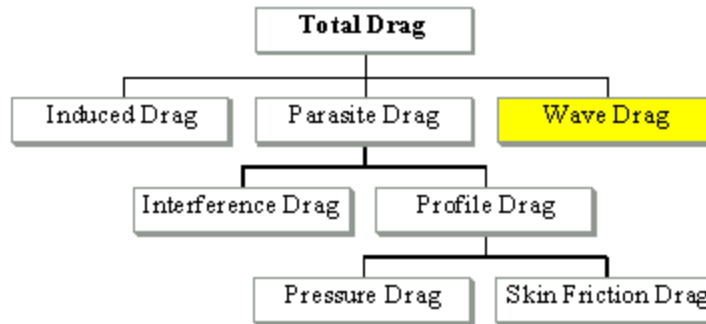 Total Drag
Induced Drag
Parasite Drag
Wave Drag
Interference Drag
Profile Drag
Pressure Drag
Skin Friction Drag